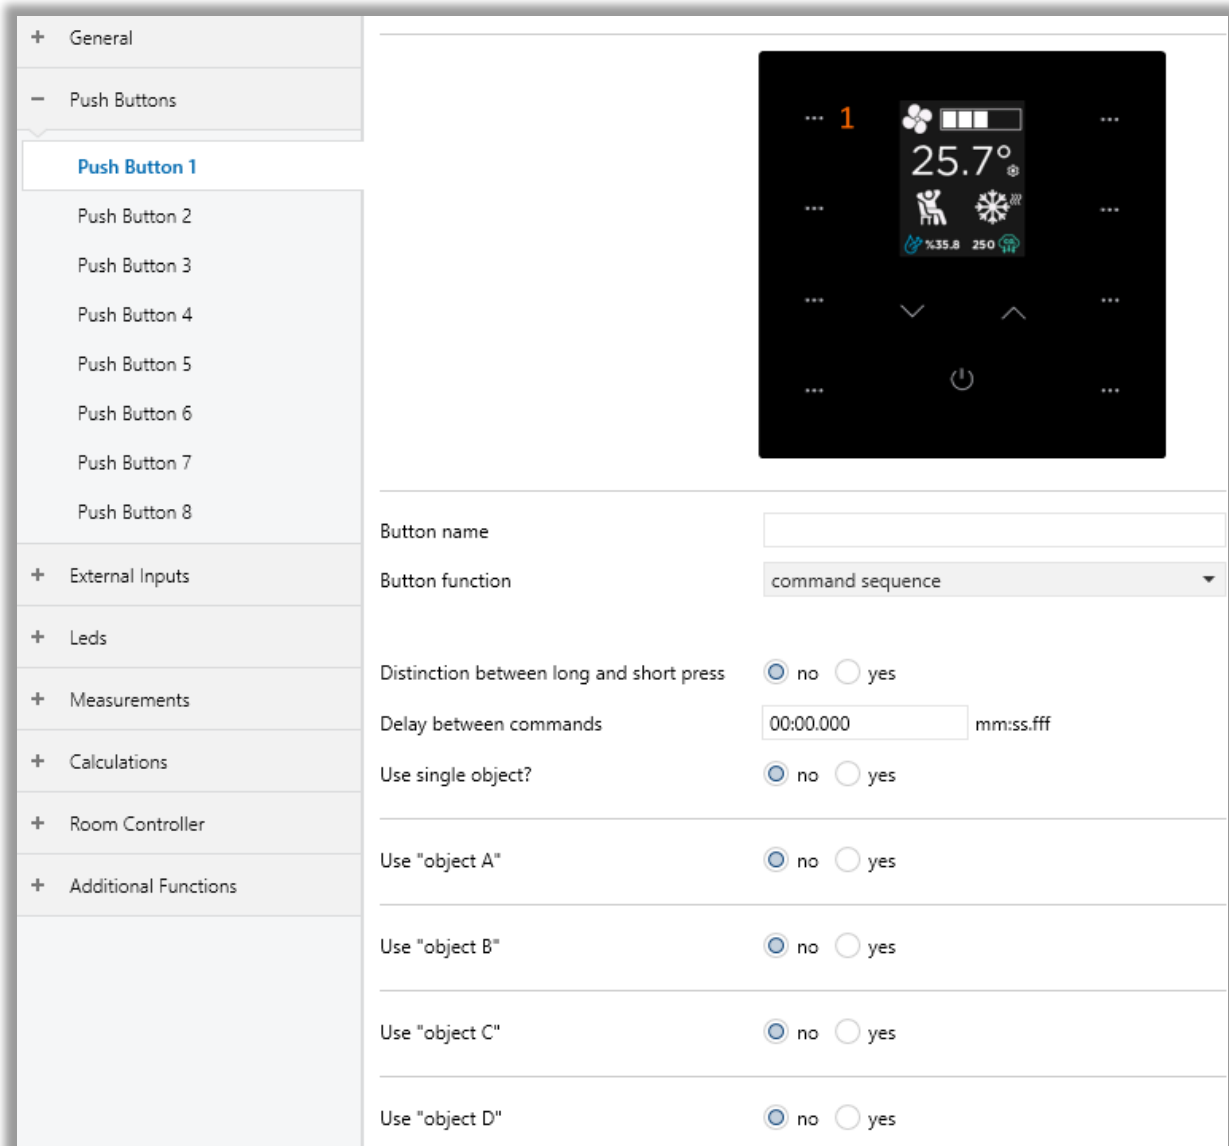 General
Push Buttons
Push Button 1
Push Button 2
Push Button 3
Push Button 4
Push Button 5
Push Button 6
Push Button 7
Push Button 8
External Inputs
Leds
Measurements
Calculations
Room Controller
Additional Functions
1
25.7°
%35.8 250 CO₂
Button name
Button function command sequence
Distinction between long and short press no yes
Delay between commands 00:00.000 mm:ss.fff
Use single object? no yes
Use "object A" no yes
Use "object B" no yes
Use "object C" no yes
Use "object D" no yes